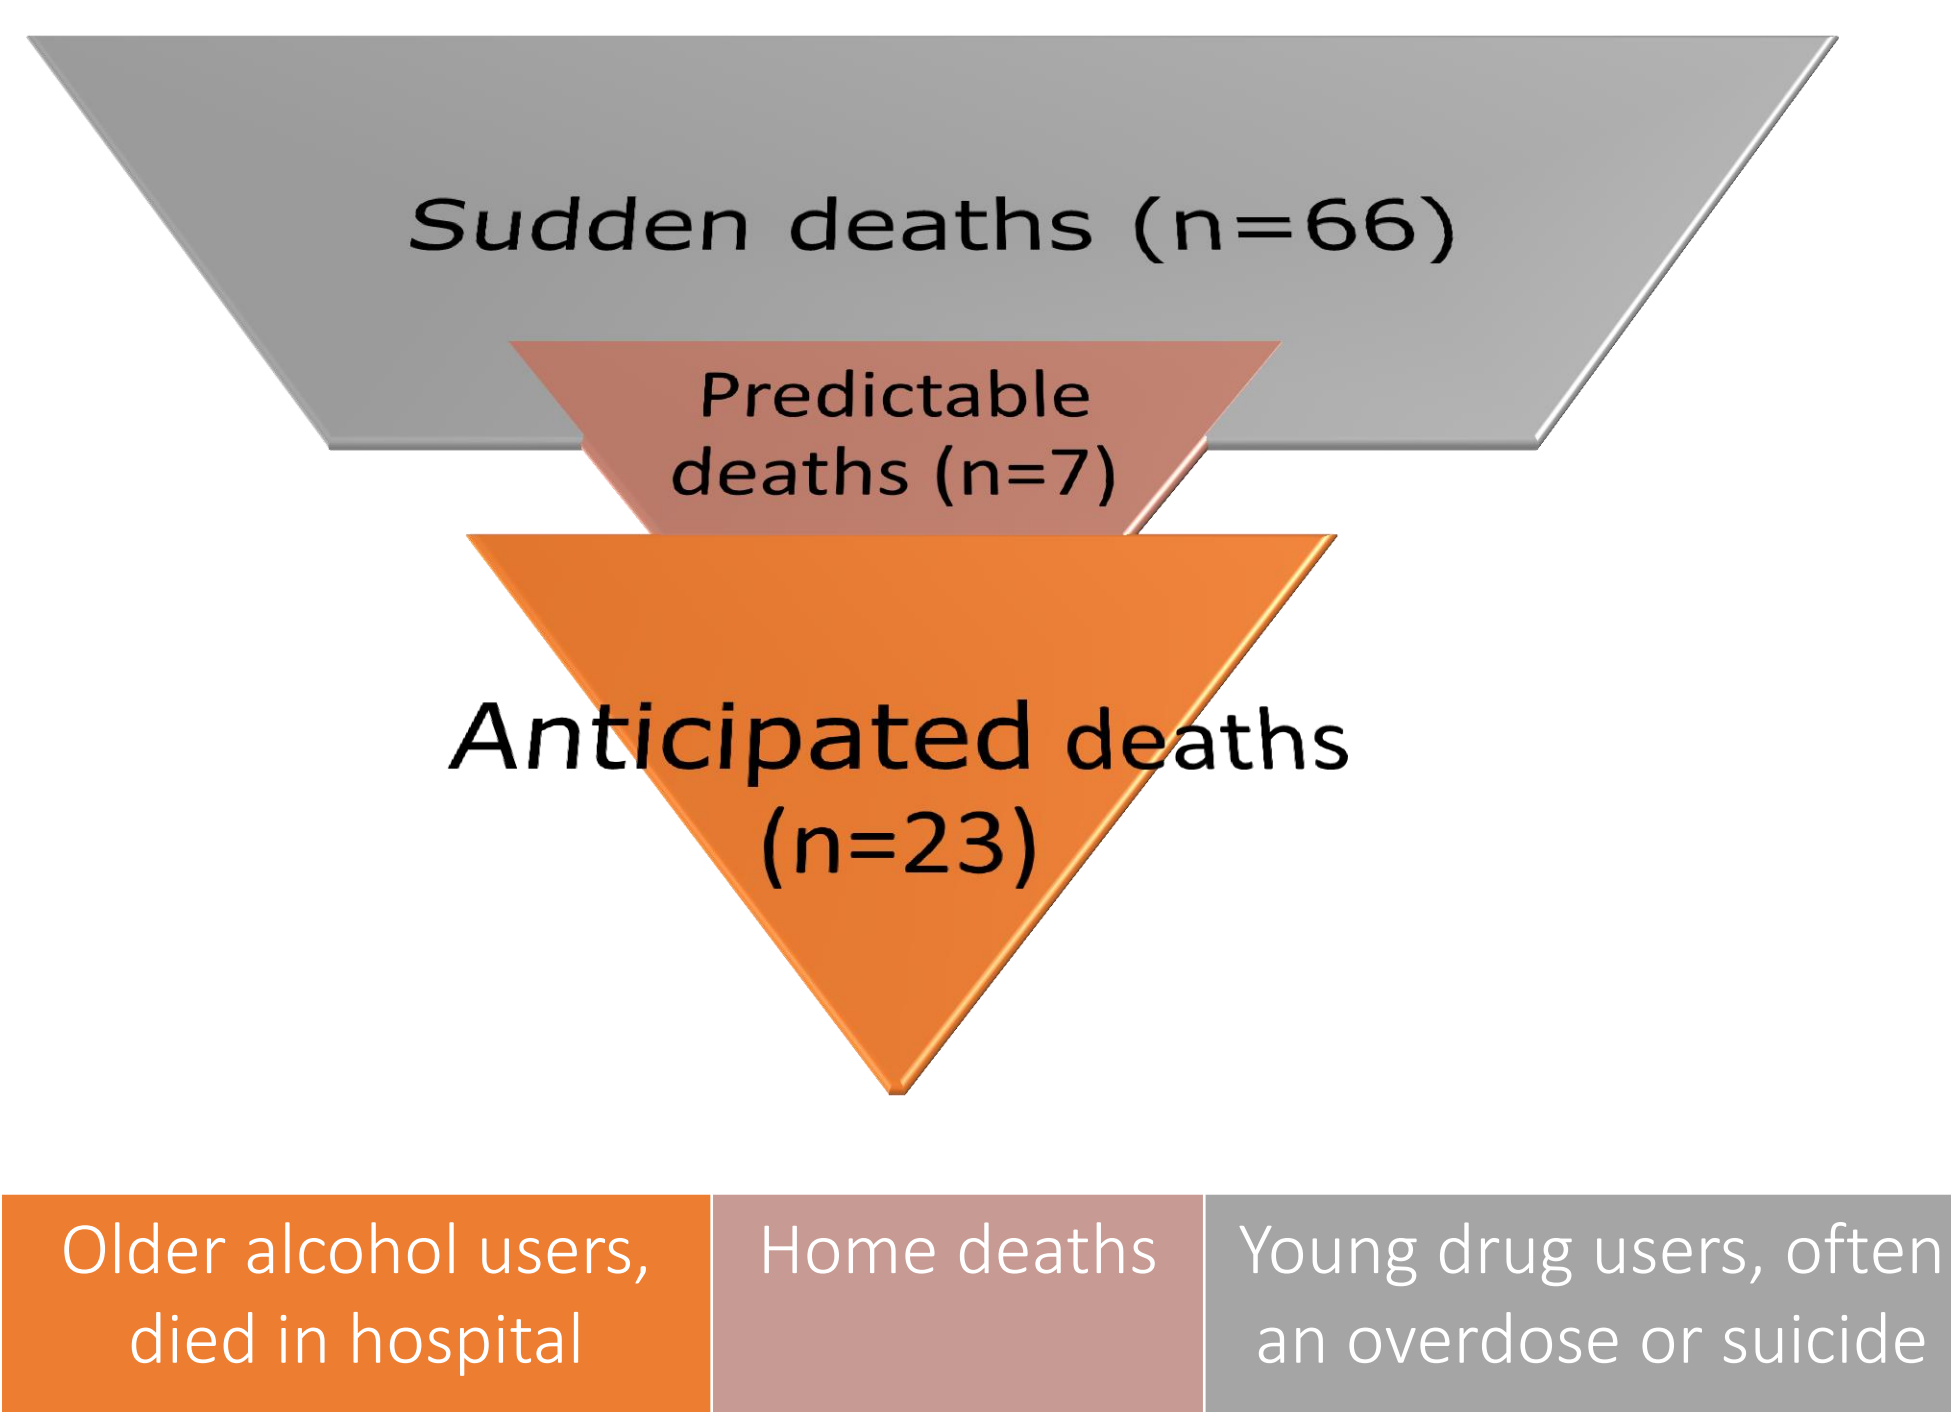 Sudden deaths (n=66)
Predictable
deaths (n=7)
Anticipated deaths
(n=23)
Older alcohol users,
died in hospital
Home deaths
Young drug users, often
an overdose or suicide